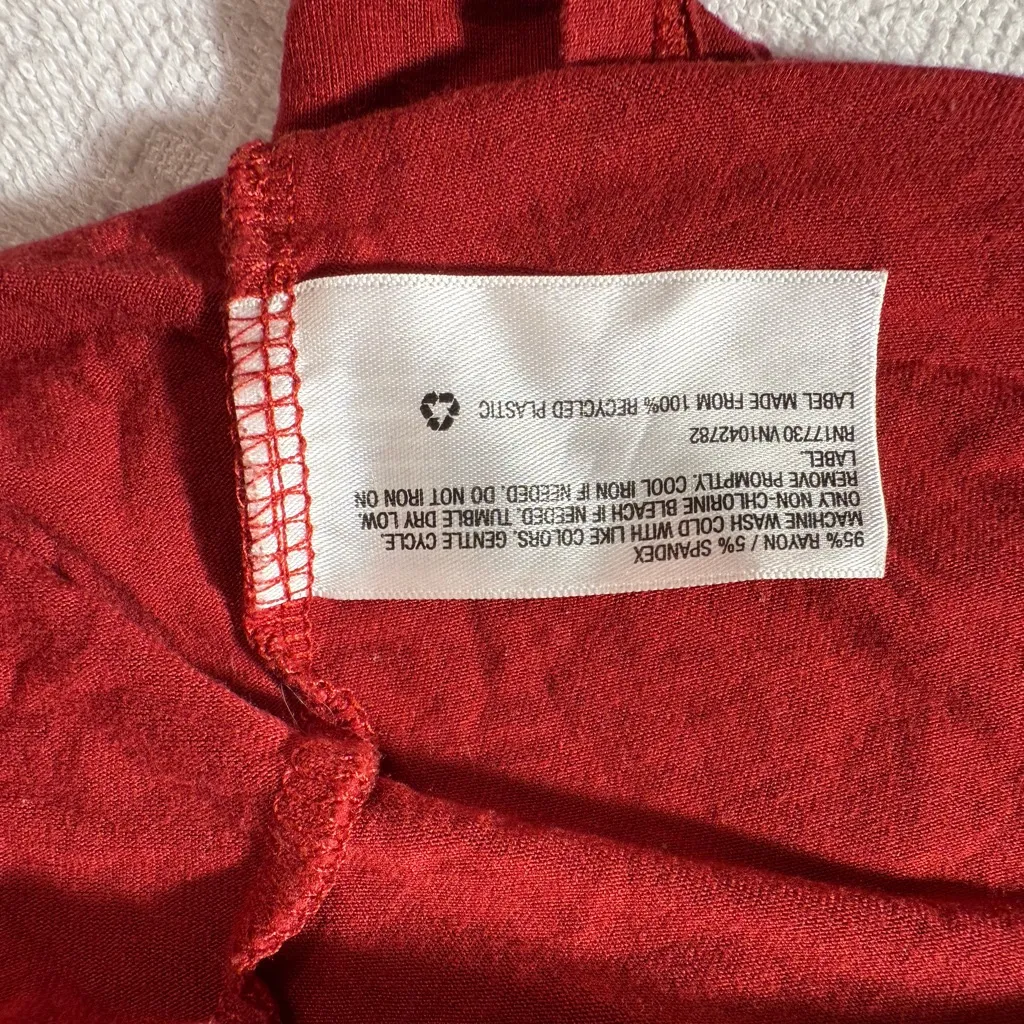 95% RAYON / 5% SPANDEX
MACHINE WASH COLD WITH LIKE COLORS, GENTLE CYCLE.
ONLY NON-CHLORINE BLEACH IF NEEDED. TUMBLE DRY LOW.
REMOVE PROMPTLY. COOL IRON IF NEEDED. DO NOT IRON ON
LABEL.
RN17730 VN1042782
LABEL MADE FROM 100% RECYCLED PLASTIC